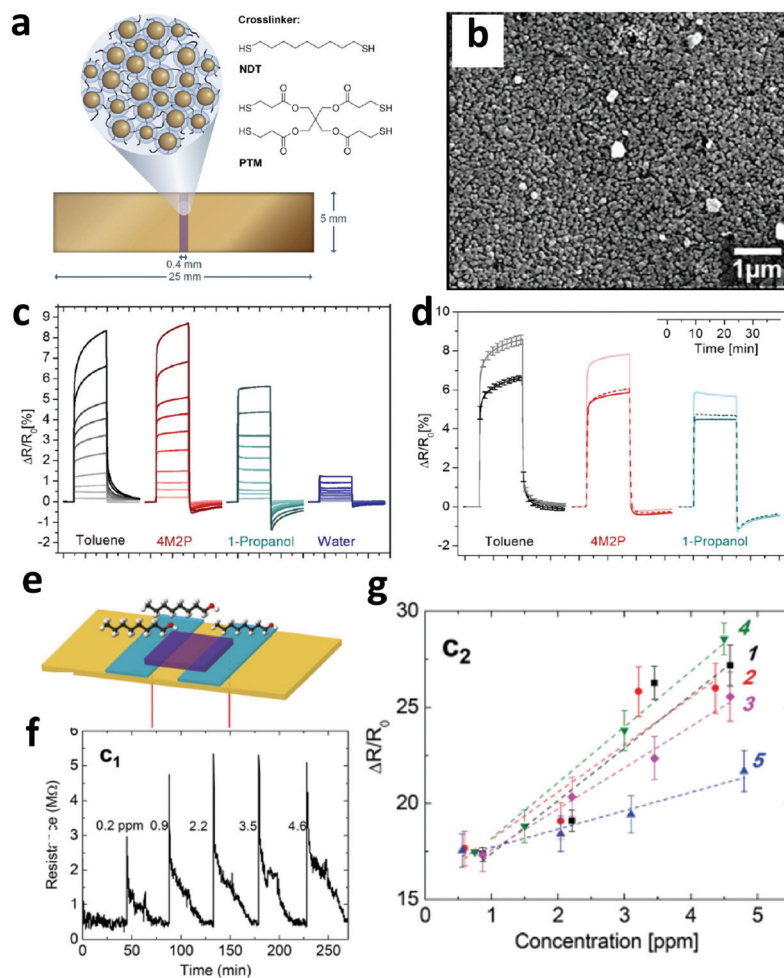 a
Crosslinker:
HS SH
NDT
HS O O SH
O O
O O
HS O O SH
PTM
5 mm
0.4 mm
25 mm
b
1µm
c
ΔR/R0[%]
9
8
7
6
5
4
3
2
1
0
-1
Toluene 4M2P 1-Propanol Water
d
ΔR/R0[%]
10
8
6
4
2
0
-2
0 10 20 30
Time [min]
Toluene 4M2P 1-Propanol
e
f
c1
Resistance (MΩ)
6
5
4
3
2
1
0
0.2 ppm 0.9 2.2 3.5 4.6
0 50 100 150 200 250
Time (min)
g
c2
ΔR/R0
30
25
20
15
4
1
2
3
5
0 1 2 3 4 5
Concentration [ppm]